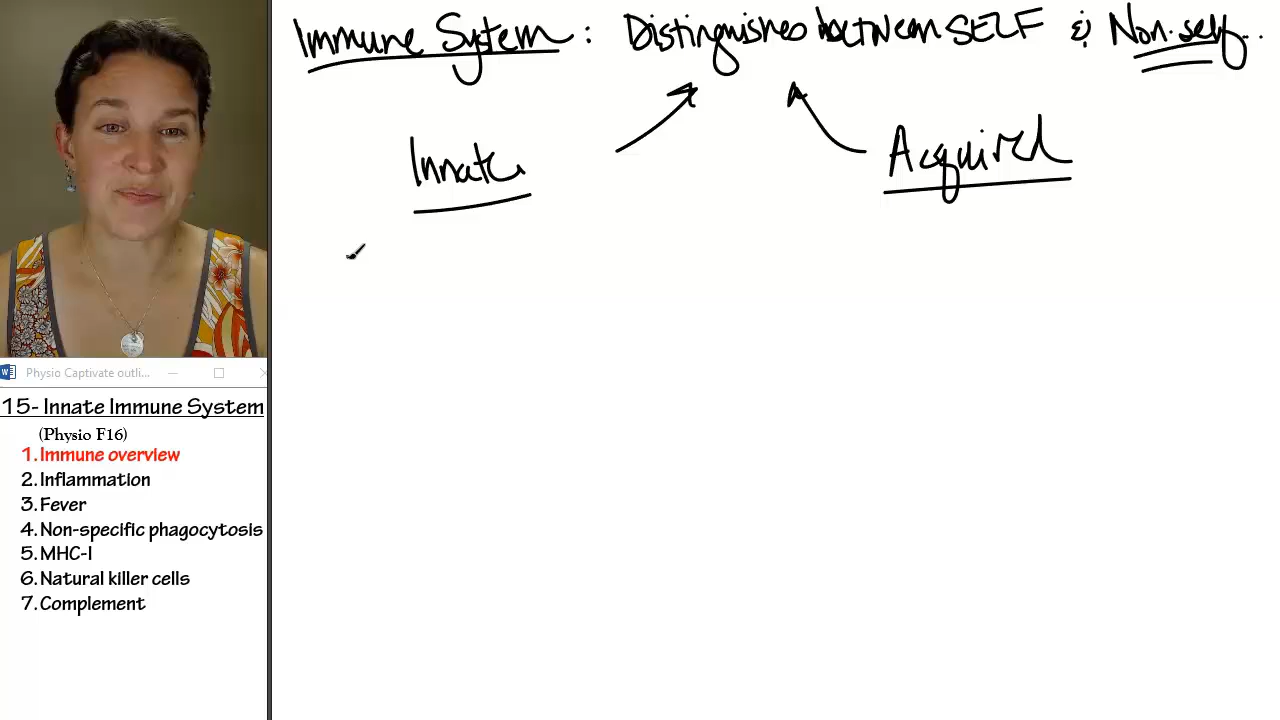 Immune System: Distinguishes between SELF & Non-self...
Innate
Acquired
Physio Captivate outli...
15- Innate Immune System
(Physio F16)
1. Immune overview
2. Inflammation
3. Fever
4. Non-specific phagocytosis
5. MHC-I
6. Natural killer cells
7. Complement